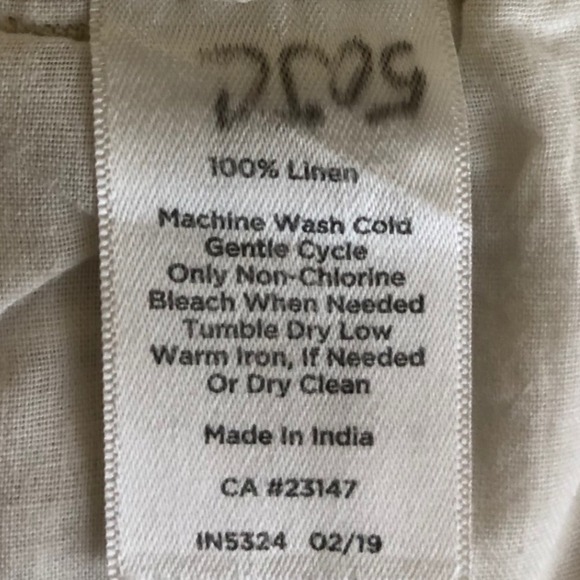 100% Linen
Machine Wash Cold
Gentle Cycle
Only Non-Chlorine
Bleach When Needed
Tumble Dry Low
Warm Iron, If Needed
Or Dry Clean
Made In India
CA #23147
IN5324 02/19